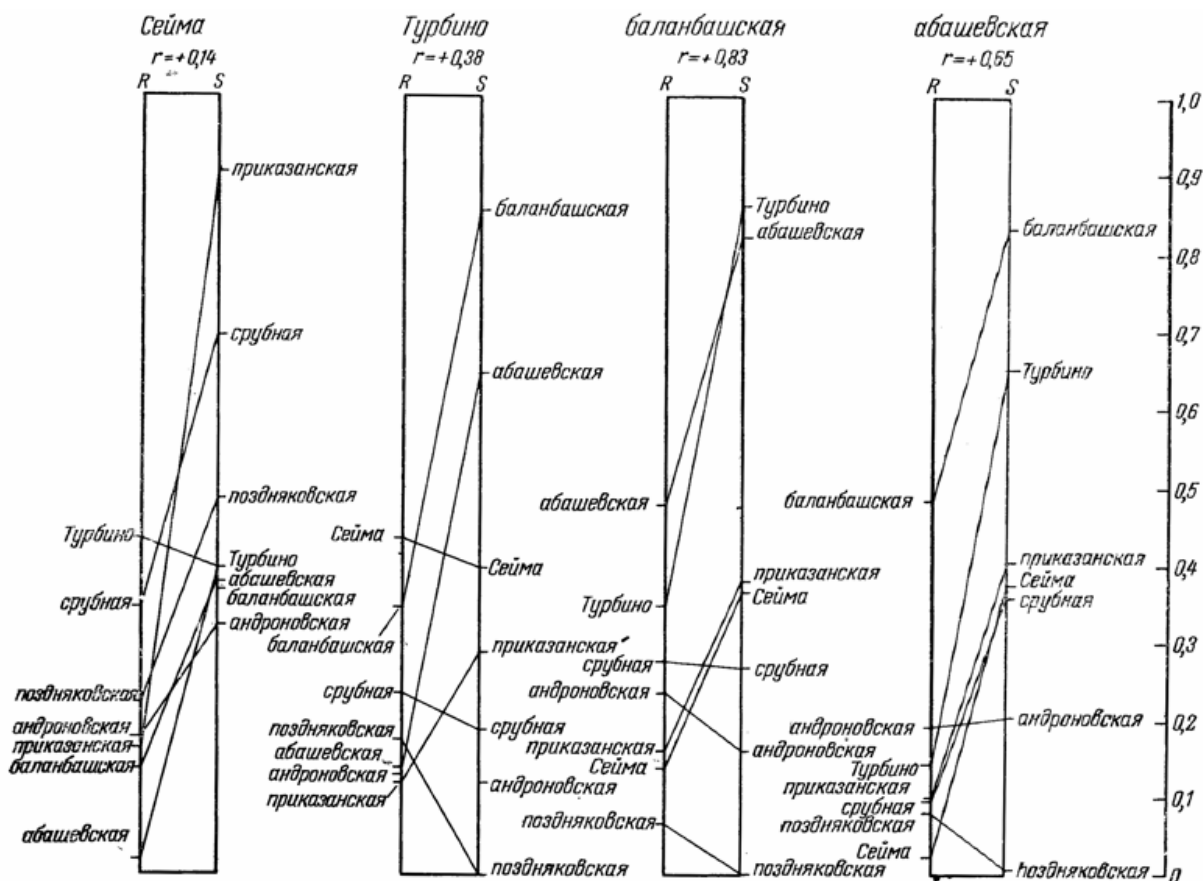 Сейма
r=+0,14
R S
приказанская
срубная
поздняковская
Турбино
Турбино
абашевская
баланбашская
срубная
андроновская
поздняковская
андроновская
приказанская
баланбашская
абашевская
Турбино
r=+0,38
R S
баланбашская
абашевская
Сейма
Сейма
баланбашская
приказанская
срубная
срубная
поздняковская
абашевская
андроновская
приказанская
андроновская
поздняковская
баланбашская
r=+0,83
R S
Турбино
абашевская
абашевская
приказанская
Сейма
Турбино
срубная
срубная
андроновская
приказанская
андроновская
Сейма
поздняковская
поздняковская
абашевская
r=+0,65
R S
баланбашская
Турбино
баланбашская
приказанская
Сейма
срубная
андроновская
андроновская
Турбино
приказанская
срубная
поздняковская
Сейма
поздняковская
1,0
0,9
0,8
0,7
0,6
0,5
0,4
0,3
0,2
0,1
0